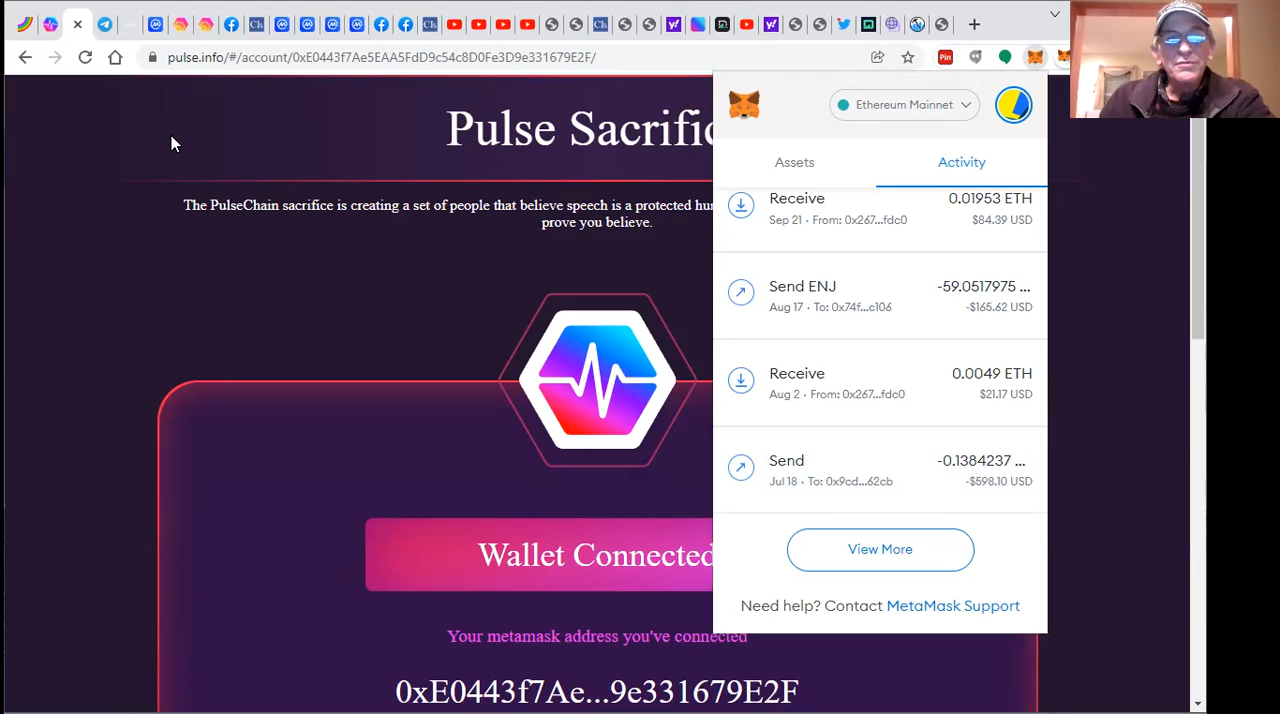 pulse.info/#/account/0xE0443f7Ae5EAA5FdD9c54c8D0Fe3D9e331679E2F/
Pin
Pulse Sacrific
The PulseChain sacrifice is creating a set of people that believe speech is a protected hu
prove you believe.
Wallet Connected
Your metamask address you've connected
0xE0443f7Ae...9e331679E2F
Ethereum Mainnet
Assets
Activity
Receive
0.01953 ETH
Sep 21 · From: 0x267...fdc0
$84.39 USD
Send ENJ
-59.0517975 ...
Aug 17 · To: 0x74f...c106
-$165.62 USD
Receive
0.0049 ETH
Aug 2 · From: 0x267...fdc0
$21.17 USD
Send
-0.1384237 ...
Jul 18 · To: 0x9cd...62cb
-$598.10 USD
View More
Need help? Contact MetaMask Support